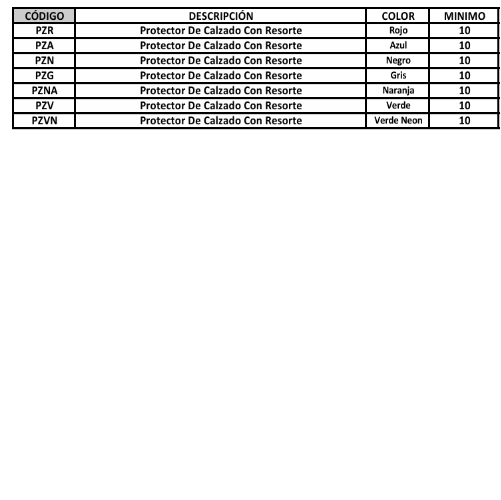 CÓDIGO DESCRIPCIÓN COLOR MINIMO
PZR Protector De Calzado Con Resorte Rojo 10
PZA Protector De Calzado Con Resorte Azul 10
PZN Protector De Calzado Con Resorte Negro 10
PZG Protector De Calzado Con Resorte Gris 10
PZNA Protector De Calzado Con Resorte Naranja 10
PZV Protector De Calzado Con Resorte Verde 10
PZVN Protector De Calzado Con Resorte Verde Neon 10